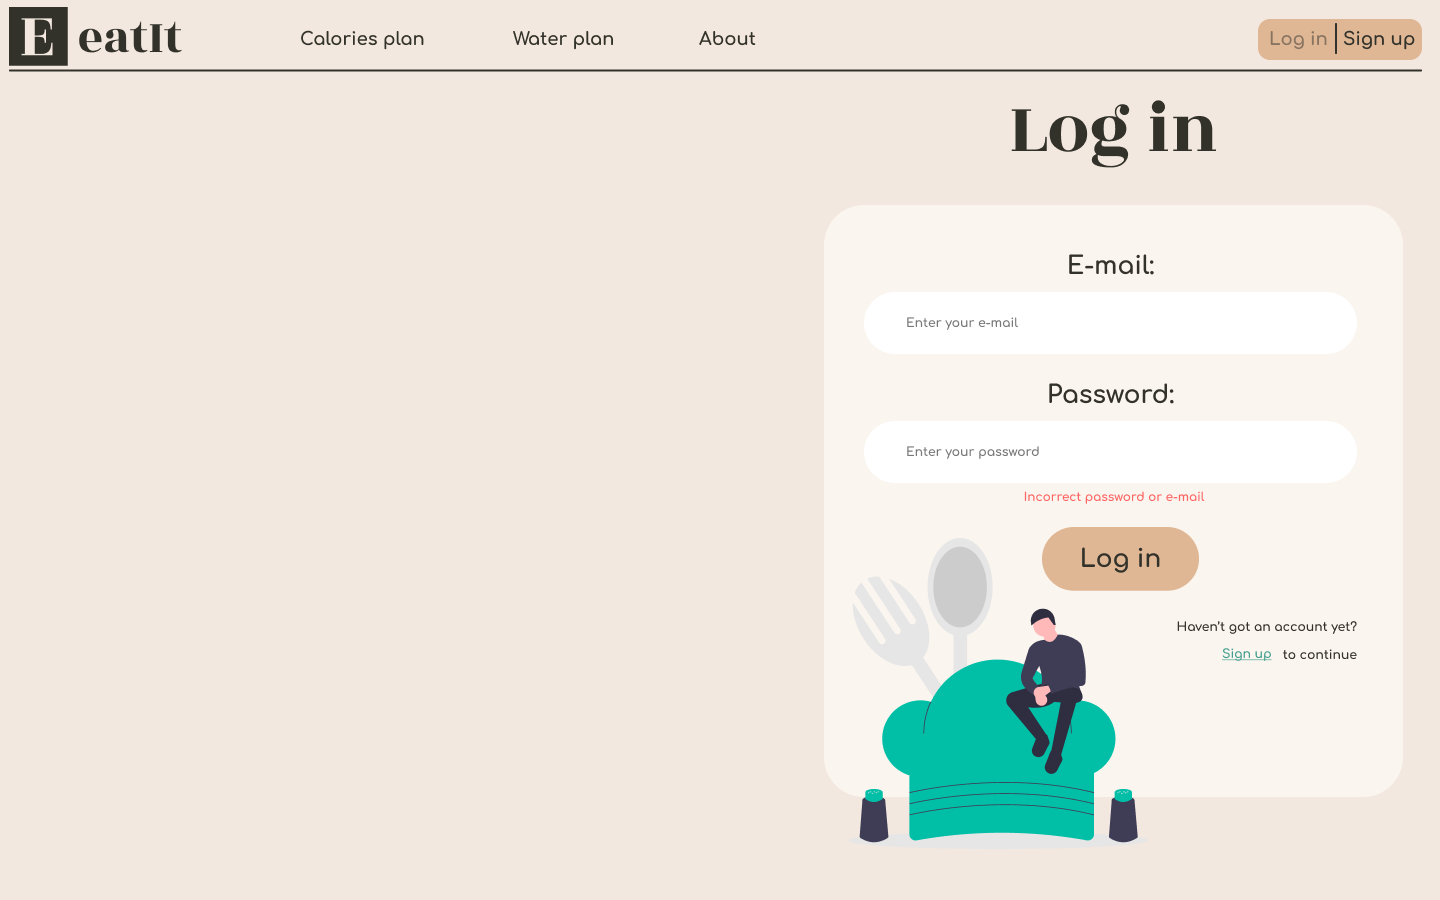 E eatIt
Calories plan
Water plan
About
Log in
Sign up
Log in
E-mail:
Enter your e-mail
Password:
Enter your password
Incorrect password or e-mail
Log in
Haven't got an account yet?
Sign up to continue